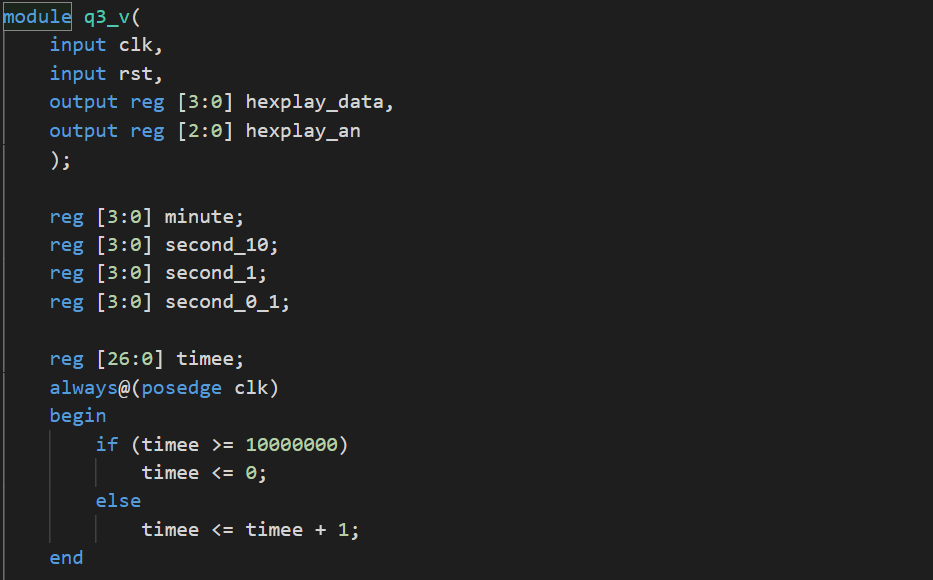 module q3_v(
    input clk,
    input rst,
    output reg [3:0] hexplay_data,
    output reg [2:0] hexplay_an
    );

    reg [3:0] minute;
    reg [3:0] second_10;
    reg [3:0] second_1;
    reg [3:0] second_0_1;

    reg [26:0] timee;
    always@(posedge clk)
    begin
        if (timee >= 10000000)
            timee <= 0;
        else
            timee <= timee + 1;
    end